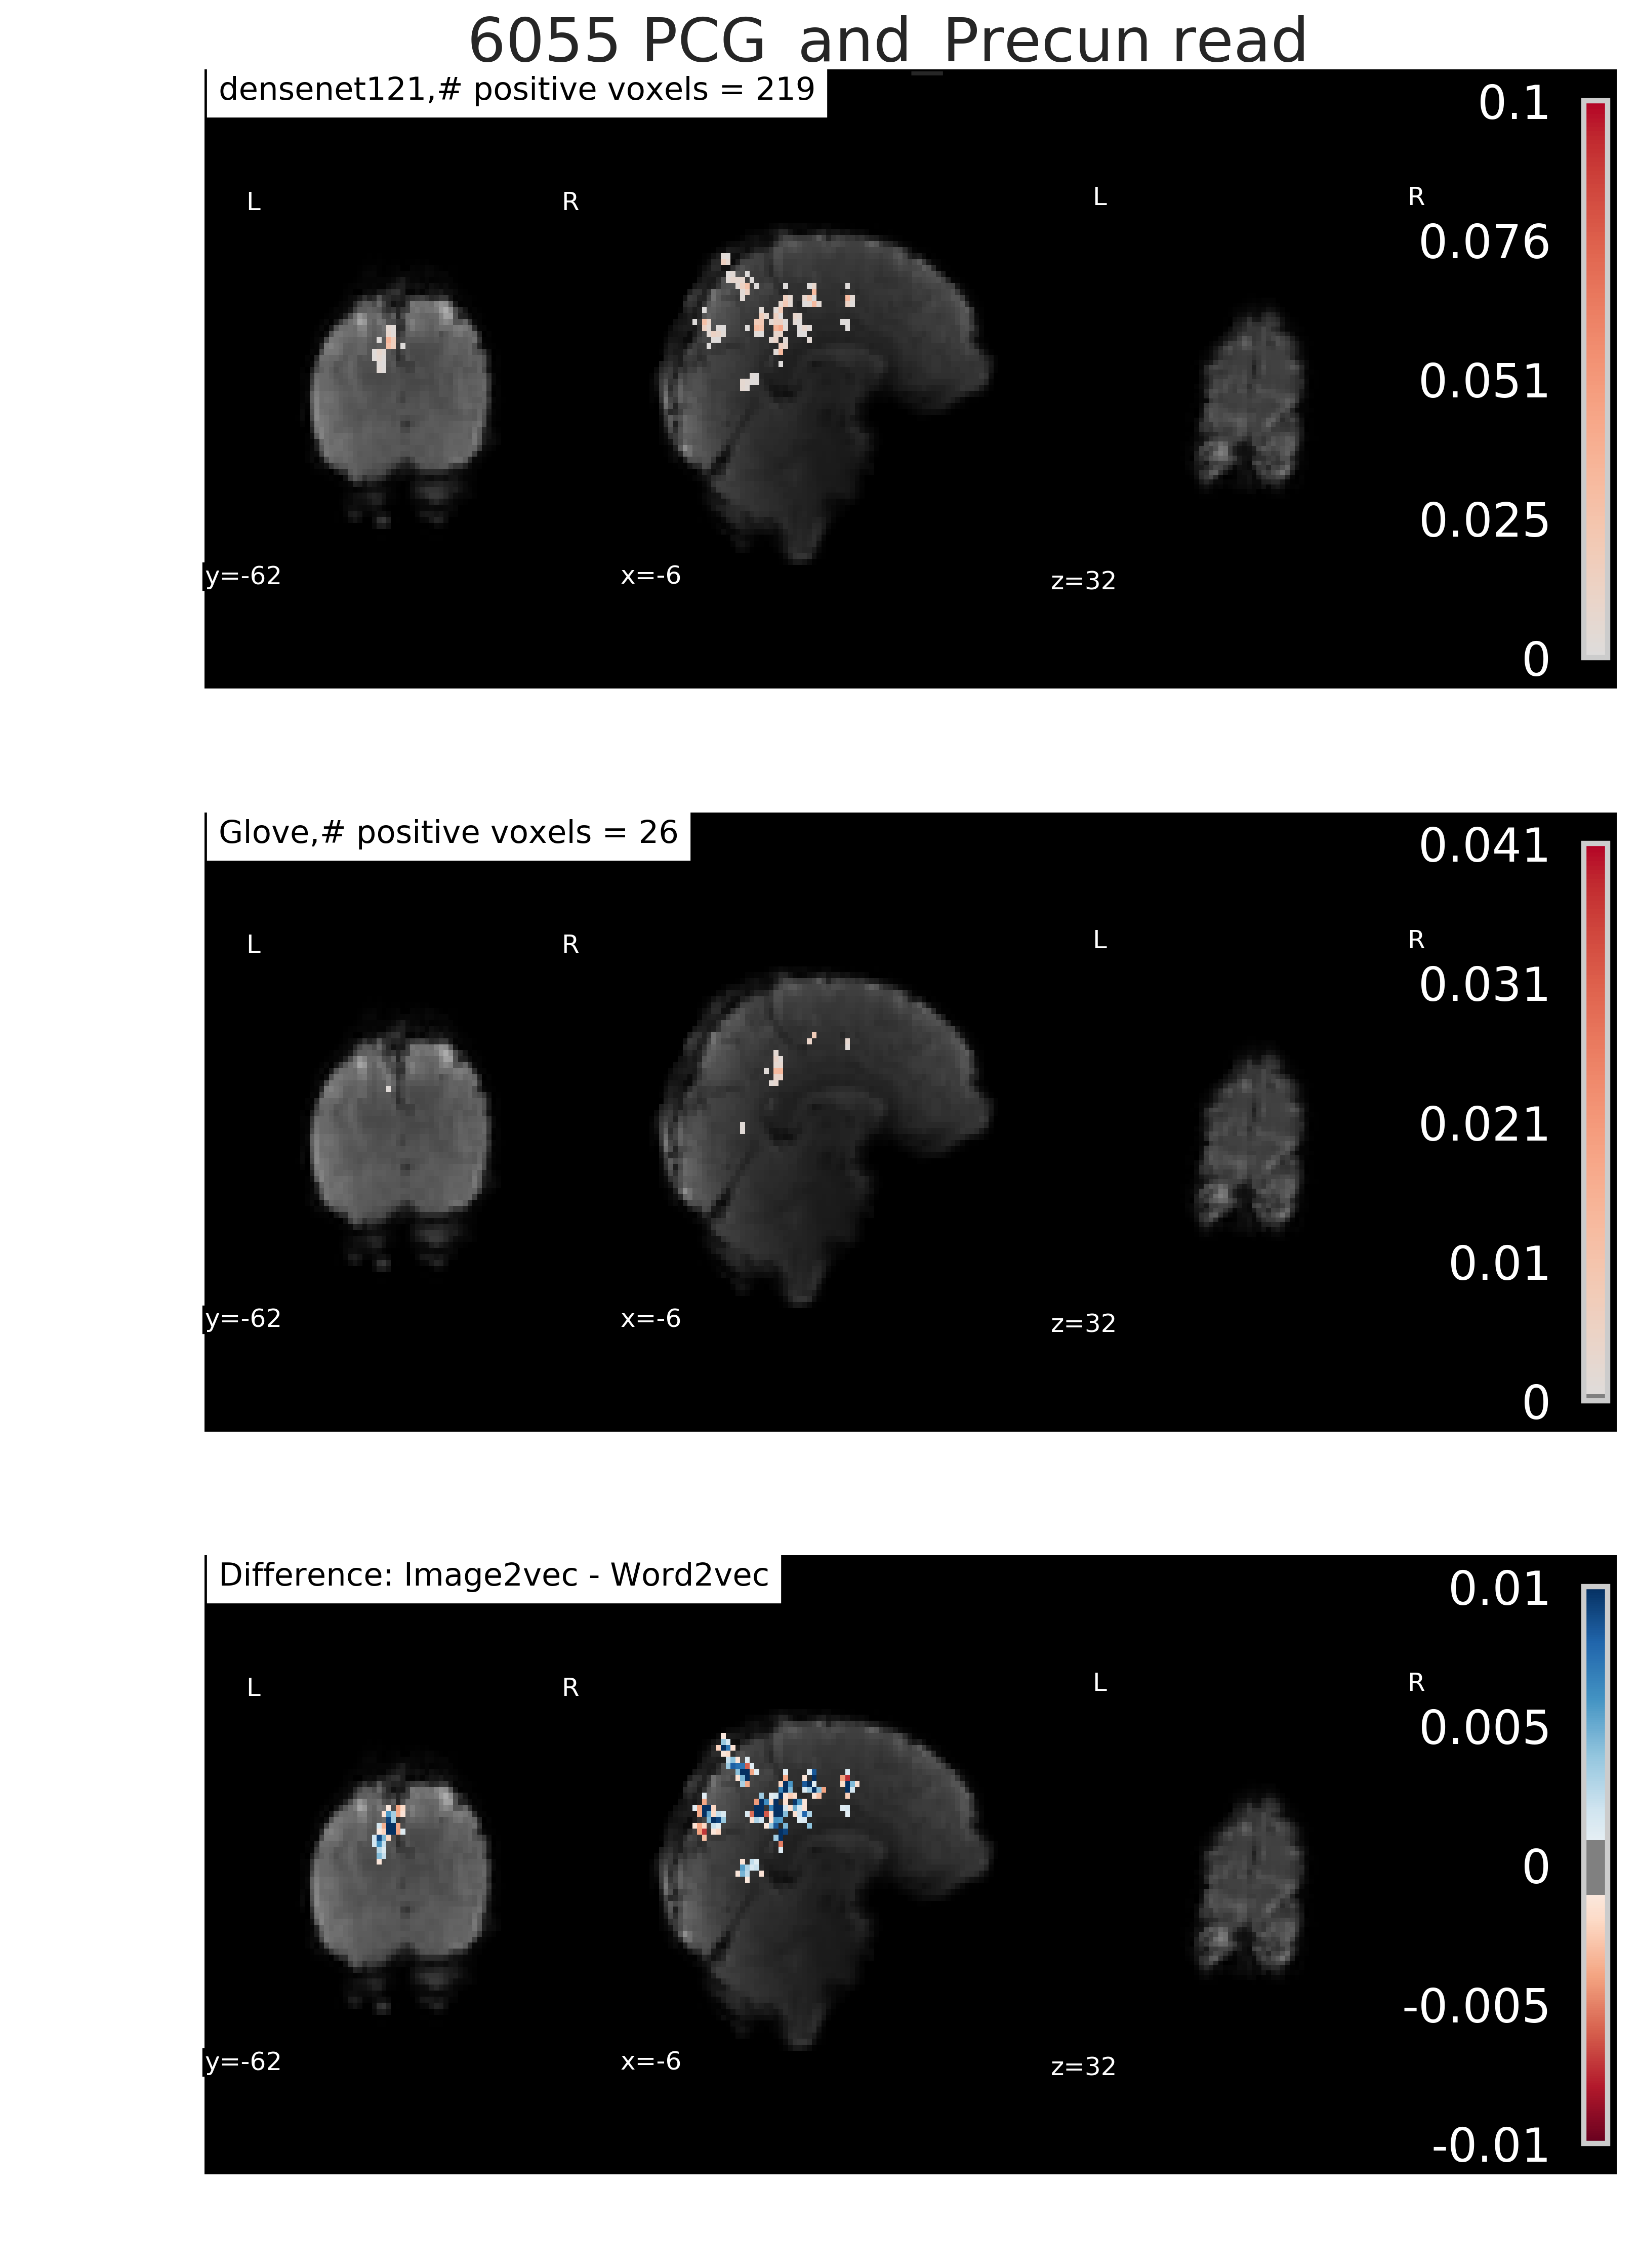 6055 PCG_and_Precun read
densenet121,# positive voxels = 219
0.1
L R L R
0.076
0.051
0.025
y=-62 x=-6 z=32
0
Glove,# positive voxels = 26
0.041
L R L R
0.031
0.021
0.01
y=-62 x=-6 z=32
0
Difference: Image2vec - Word2vec
0.01
L R L R
0.005
0
-0.005
y=-62 x=-6 z=32
-0.01